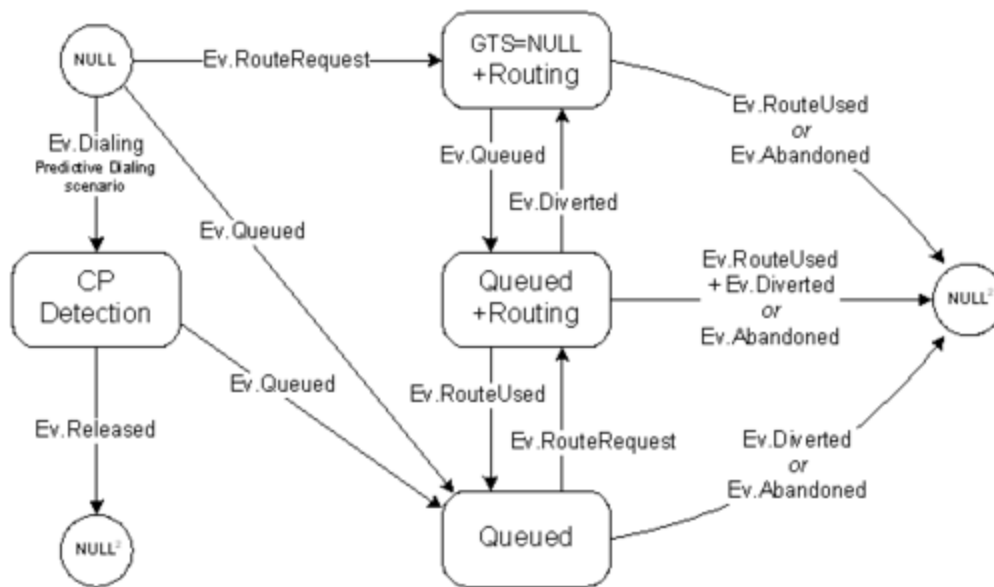 NULL
Ev.RouteRequest
GTS=NULL
+Routing
Ev.RouteUsed
or
Ev.Abandoned
Ev.Dialing
Predictive Dialing
scenario
Ev.Queued
Ev.Diverted
Ev.Queued
CP
Detection
Queued
+Routing
Ev.RouteUsed
+ Ev.Diverted
or
Ev.Abandoned
NULL²
Ev.Queued
Ev.RouteUsed
Ev.RouteRequest
Ev.Released
Ev.Diverted
or
Ev.Abandoned
NULL²
Queued